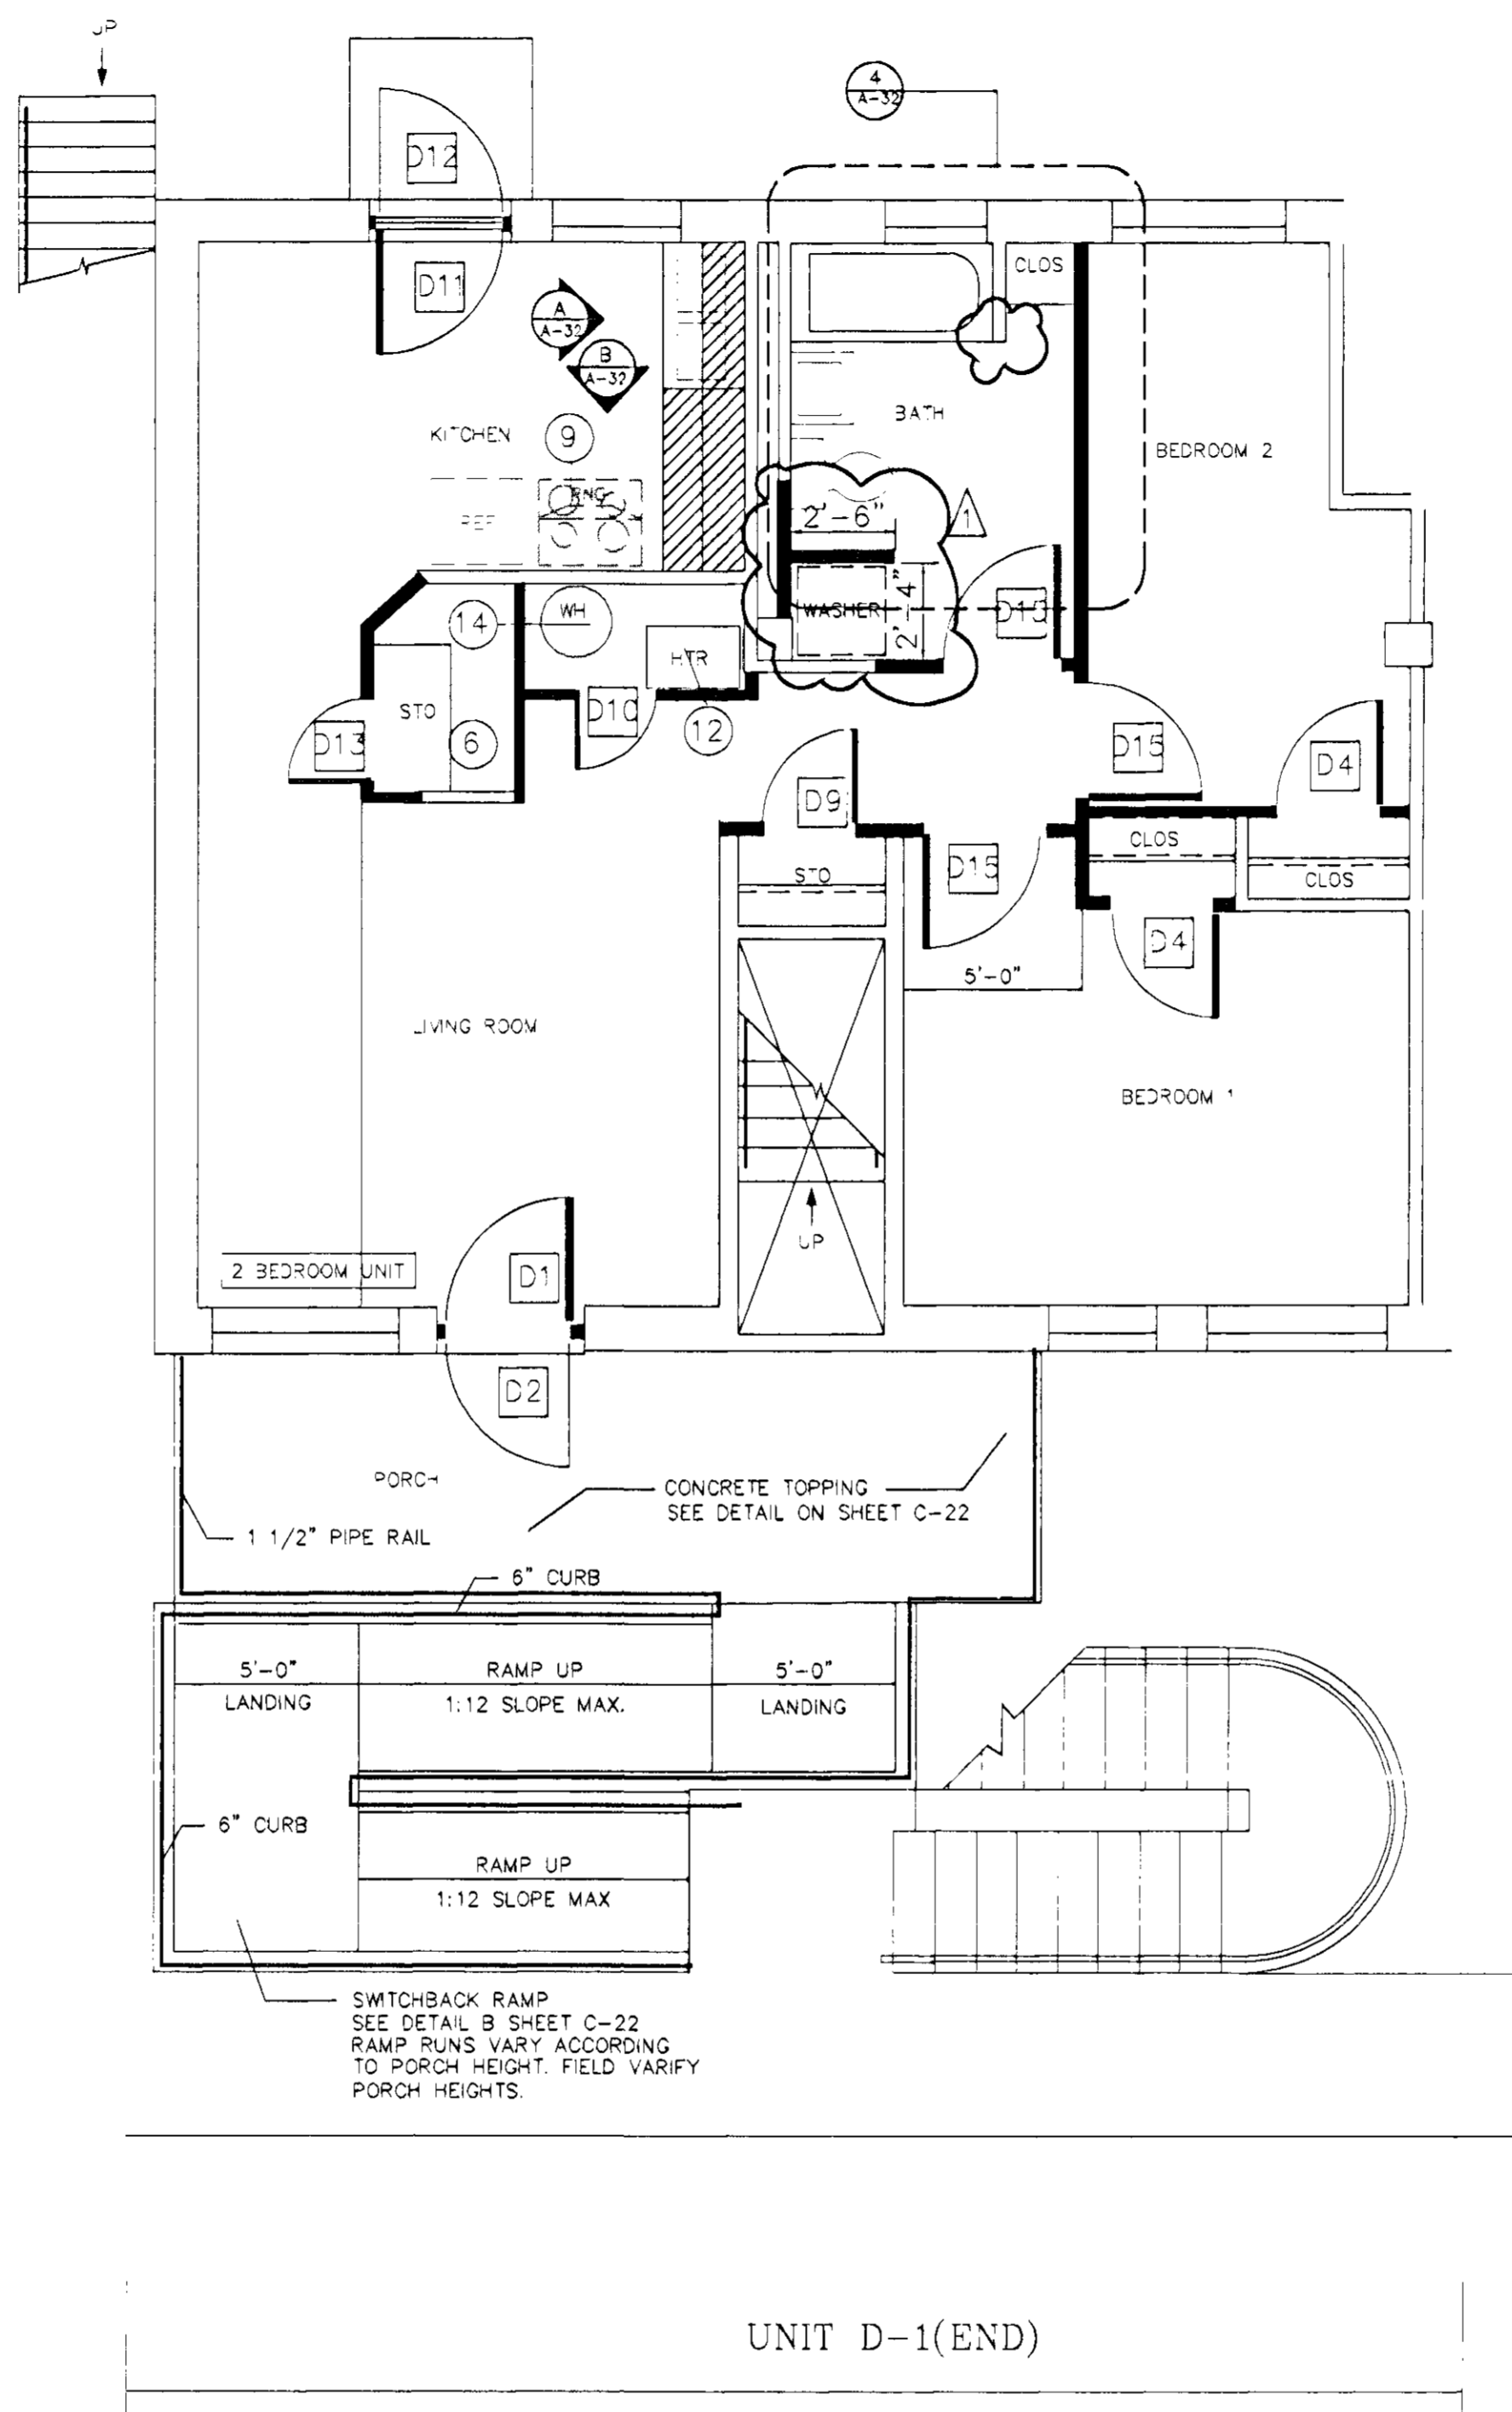 UP
4
A-32
D12
D11
CLOS
A
A-32
B
A-32
BATH
KITCHEN
9
BEDROOM 2
RNG
REF
2'-6"
1
WASHER
2'-4"
14
WH
HTR
D10
12
STO
D13
6
D15
D15
D4
D9
CLOS
CLOS
STO
D15
D4
5'-0"
LIVING ROOM
BEDROOM 1
UP
2 BEDROOM UNIT
D1
D2
PORCH
CONCRETE TOPPING
SEE DETAIL ON SHEET C-22
1 1/2" PIPE RAIL
6" CURB
5'-0"
LANDING
RAMP UP
1:12 SLOPE MAX.
5'-0"
LANDING
6" CURB
RAMP UP
1:12 SLOPE MAX
SWITCHBACK RAMP
SEE DETAIL B SHEET C-22
RAMP RUNS VARY ACCORDING
TO PORCH HEIGHT. FIELD VARIFY
PORCH HEIGHTS.
UNIT D-1(END)